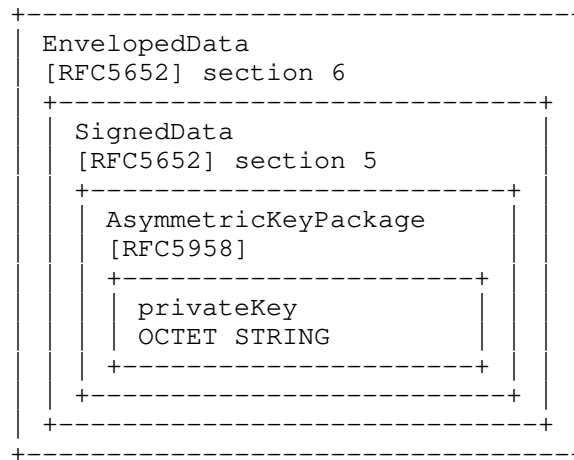 EnvelopedData
[RFC5652] section 6
SignedData
[RFC5652] section 5
AsymmetricKeyPackage
[RFC5958]
privateKey
OCTET STRING